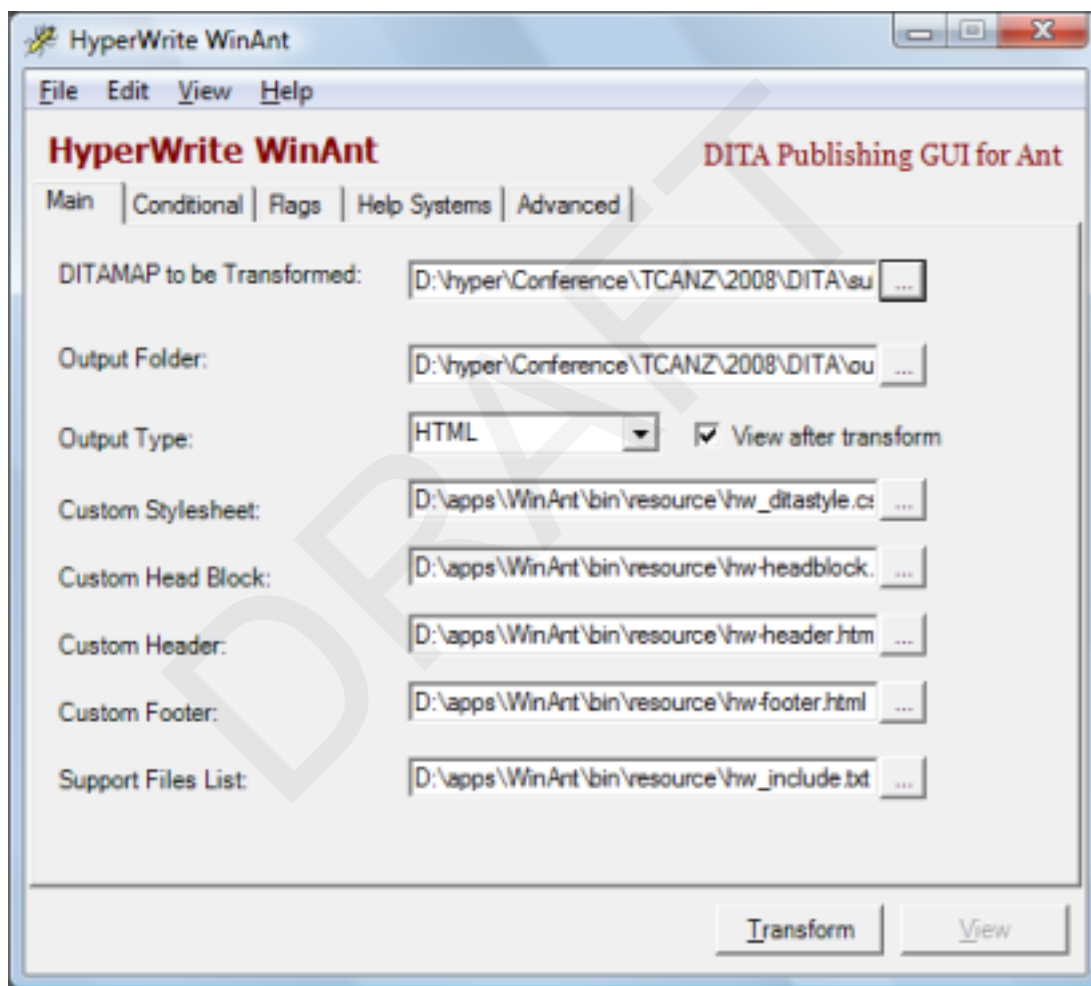 HyperWrite WinAnt
File Edit View Help
HyperWrite WinAnt DITA Publishing GUI for Ant
Main Conditional Flags Help Systems Advanced
DITAMAP to be Transformed: D:\hyper\Conference\TCANZ\2008\DITA\su ...
Output Folder: D:\hyper\Conference\TCANZ\2008\DITA\ou ...
Output Type: HTML View after transform
Custom Stylesheet: D:\apps\WinAnt\bin\resource\hw_ditastyle.cs ...
Custom Head Block: D:\apps\WinAnt\bin\resource\hw-headblock. ...
Custom Header: D:\apps\WinAnt\bin\resource\hw-header.htm ...
Custom Footer: D:\apps\WinAnt\bin\resource\hw-footer.html ...
Support Files List: D:\apps\WinAnt\bin\resource\hw_include.txt ...
Transform View
DRAFT